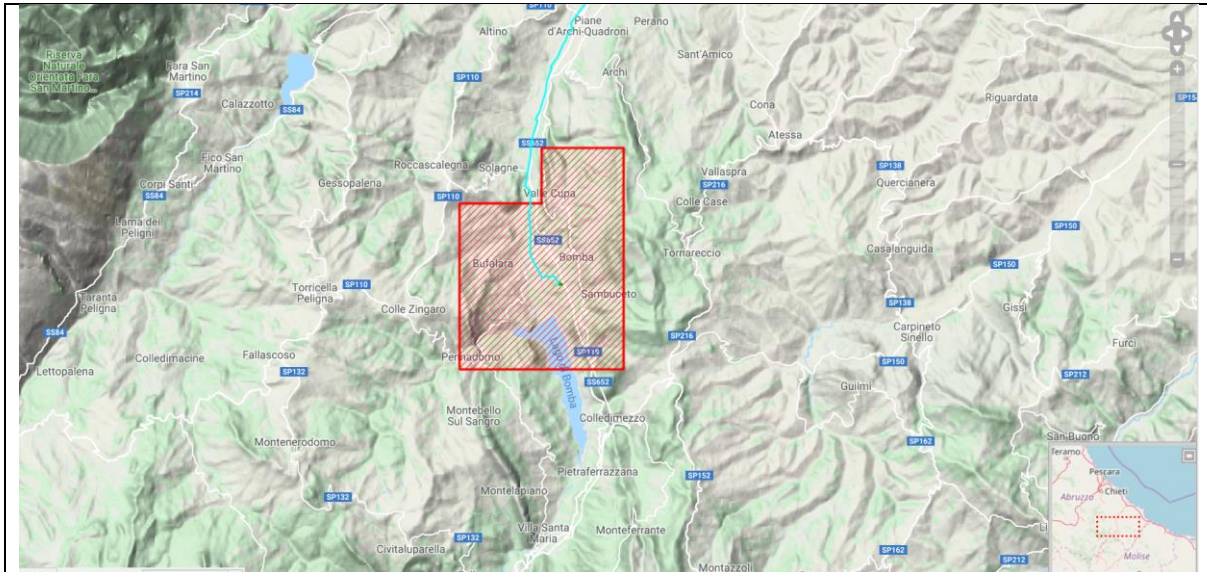 SP110
Piane
d'Archi-Quadroni
Perano
Altino
Riserva
Naturale
Orientata Fara
San Martino...
Fara San
Martino
SP214
Calazzotto
SS84
SP110
Sant'Amico
Archi
Cona
Riguardata
Atessa
SS652
Fico San
Martino
Roccascalegna
Solagne
Vallaspra
SP138
Quercianera
Corpi Santi
SS84
Gessopalena
SP110
Valle Cupa
SP216
Colle Case
Lama dei
Peligni
SP150
SS652
Bomba
Casalanguida
Bufalara
Tornareccio
SP150
Taranta
Peligna
Torricella
Peligna
SP110
Colle Zingaro
Sambuceto
SP138
Gissi
SS84
SP216
Carpineto
Sinello
Furci
Colledimacine
Fallascoso
Pennadomo
SP119
Lago di Bomba
SP150
Lettopalena
SP132
SS652
Guilmi
SP212
Montebello
Sul Sangro
Colledimezzo
Montenerodomo
SP162
San Buono
Pietraferrazzana
SP152
SP132
Montelapiano
Villa Santa
Maria
Monteferrante
SP132
Civitaluparella
SP162
SP212
Montazzoli
Teramo
Pescara
Chieti
Abruzzo
Molise